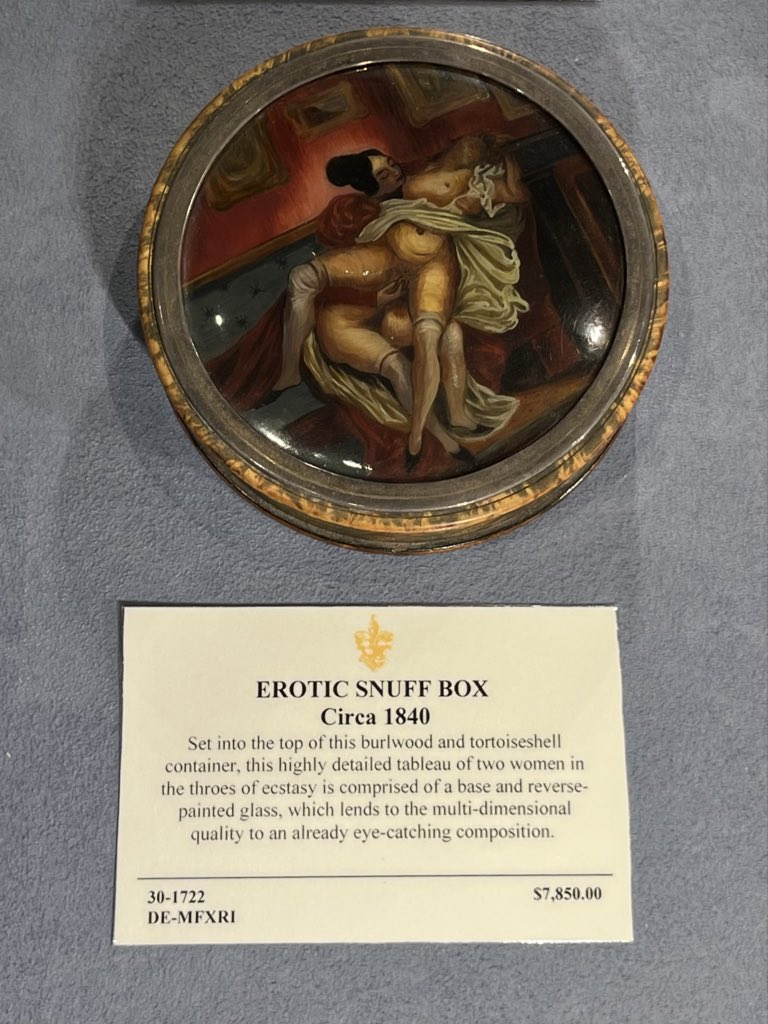 EROTIC SNUFF BOX
Circa 1840
Set into the top of this burlwood and tortoiseshell
container, this highly detailed tableau of two women in
the throes of ecstasy is comprised of a base and reverse-
painted glass, which lends to the multi-dimensional
quality to an already eye-catching composition.
30-1722 $7,850.00
DE-MFXRI